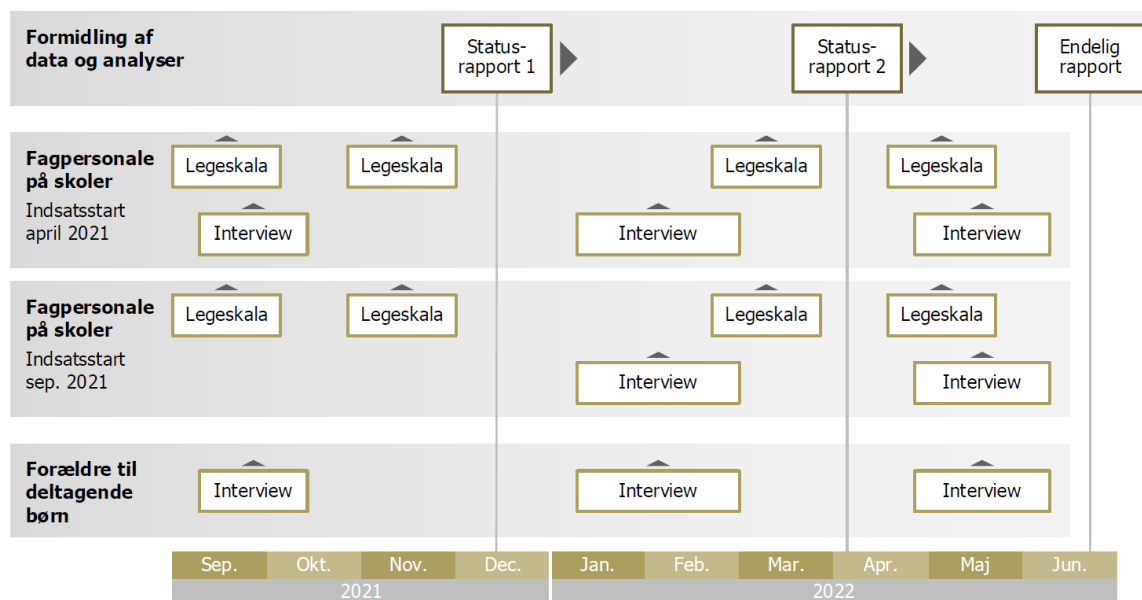 Formidling af
data og analyser
Status-
rapport 1
Status-
rapport 2
Endelig
rapport
Fagpersonale
på skoler
Indsatsstart
april 2021
Legeskala
Legeskala
Legeskala
Legeskala
Interview
Interview
Interview
Fagpersonale
på skoler
Indsatsstart
sep. 2021
Legeskala
Legeskala
Legeskala
Legeskala
Interview
Interview
Forældre til
deltagende
børn
Interview
Interview
Interview
Sep.
Okt.
Nov.
Dec.
Jan.
Feb.
Mar.
Apr.
Maj
Jun.
2021
2022